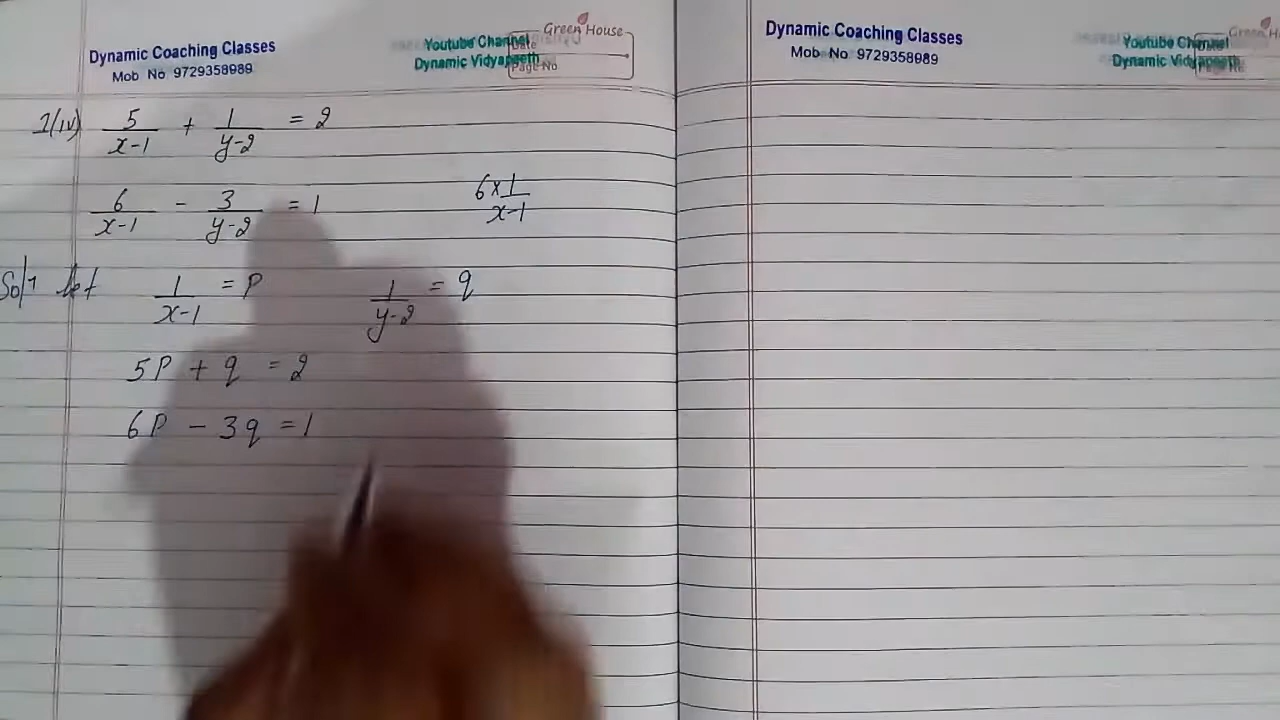 Dynamic Coaching Classes
Mob No 9729358989
Youtube Channel
Dynamic Vidyapeeth
Green House
Date
Page No
1(iv) 5/(x-1) + 1/(y-2) = 2
6/(x-1) - 3/(y-2) = 1
6 × 1/(x-1)
Soln let 1/(x-1) = P 1/(y-2) = q
5P + q = 2
6P - 3q = 1
Dynamic Coaching Classes
Mob No 9729358989
Youtube Channel
Dynamic Vidyapeeth
Green